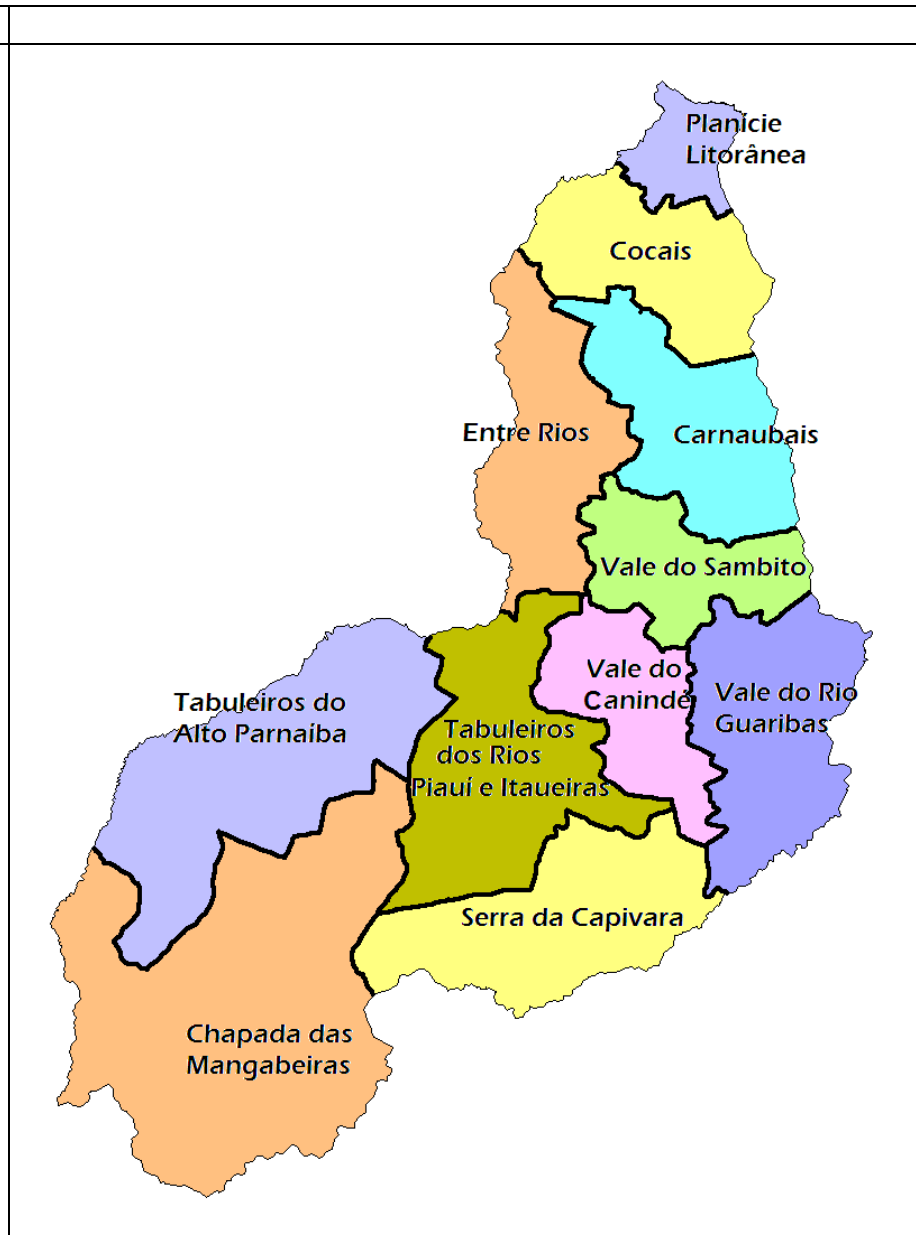 Planície
Litorânea
Cocais
Entre Rios
Carnaubais
Vale do Sambito
Vale do
Canindé
Vale do Rio
Guaribas
Tabuleiros do
Alto Parnaíba
Tabuleiros
dos Rios
Piauí e Itaueiras
Serra da Capivara
Chapada das
Mangabeiras